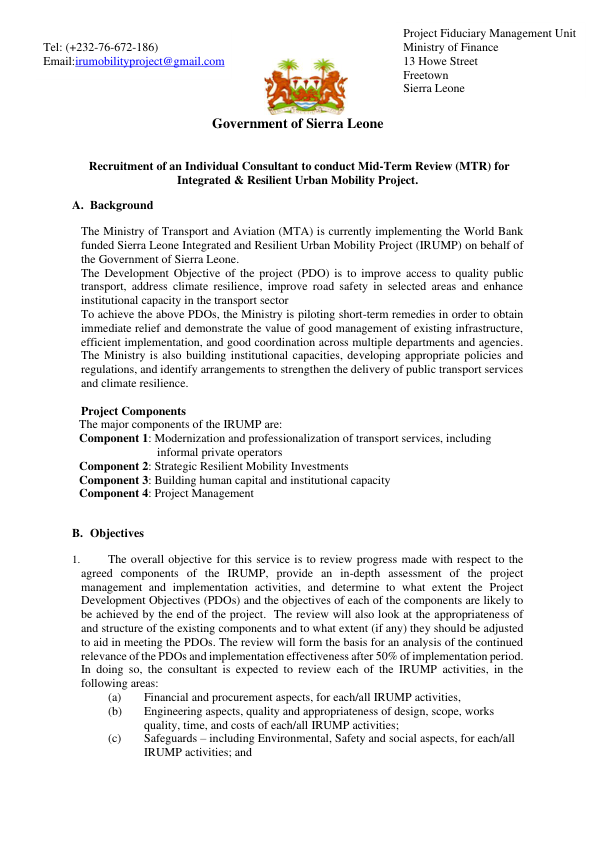 Project Fiduciary Management Unit
Tel: (+232-76-672-186)
Ministry of Finance
Email:irumobilityproject@gmail.com
13 Howe Street
Freetown
Sierra Leone
Government of Sierra Leone
Recruitment of an Individual Consultant to conduct Mid-Term Review (MTR) for
Integrated & Resilient Urban Mobility Project.
A. Background
The Ministry of Transport and Aviation (MTA) is currently implementing the World Bank
funded Sierra Leone Integrated and Resilient Urban Mobility Project (IRUMP) on behalf of
the Government of Sierra Leone.
The Development Objective of the project (PDO) is to improve access to quality public
transport, address climate resilience, improve road safety in selected areas and enhance
institutional capacity in the transport sector
To achieve the above PDOs, the Ministry is piloting short-term remedies in order to obtain
immediate relief and demonstrate the value of good management of existing infrastructure,
efficient implementation, and good coordination across multiple departments and agencies.
The Ministry is also building institutional capacities, developing appropriate policies and
regulations, and identify arrangements to strengthen the delivery of public transport services
and climate resilience.
Project Components
The major components of the IRUMP are:
Component 1: Modernization and professionalization of transport services, including
informal private operators
Component 2: Strategic Resilient Mobility Investments
Component 3: Building human capital and institutional capacity
Component 4: Project Management
B. Objectives
1. The overall objective for this service is to review progress made with respect to the
agreed components of the IRUMP, provide an in-depth assessment of the project
management and implementation activities, and determine to what extent the Project
Development Objectives (PDOs) and the objectives of each of the components are likely to
be achieved by the end of the project. The review will also look at the appropriateness of
and structure of the existing components and to what extent (if any) they should be adjusted
to aid in meeting the PDOs. The review will form the basis for an analysis of the continued
relevance of the PDOs and implementation effectiveness after 50% of implementation period.
In doing so, the consultant is expected to review each of the IRUMP activities, in the
following areas:
(a) Financial and procurement aspects, for each/all IRUMP activities,
(b) Engineering aspects, quality and appropriateness of design, scope, works
quality, time, and costs of each/all IRUMP activities;
(c) Safeguards – including Environmental, Safety and social aspects, for each/all
IRUMP activities; and